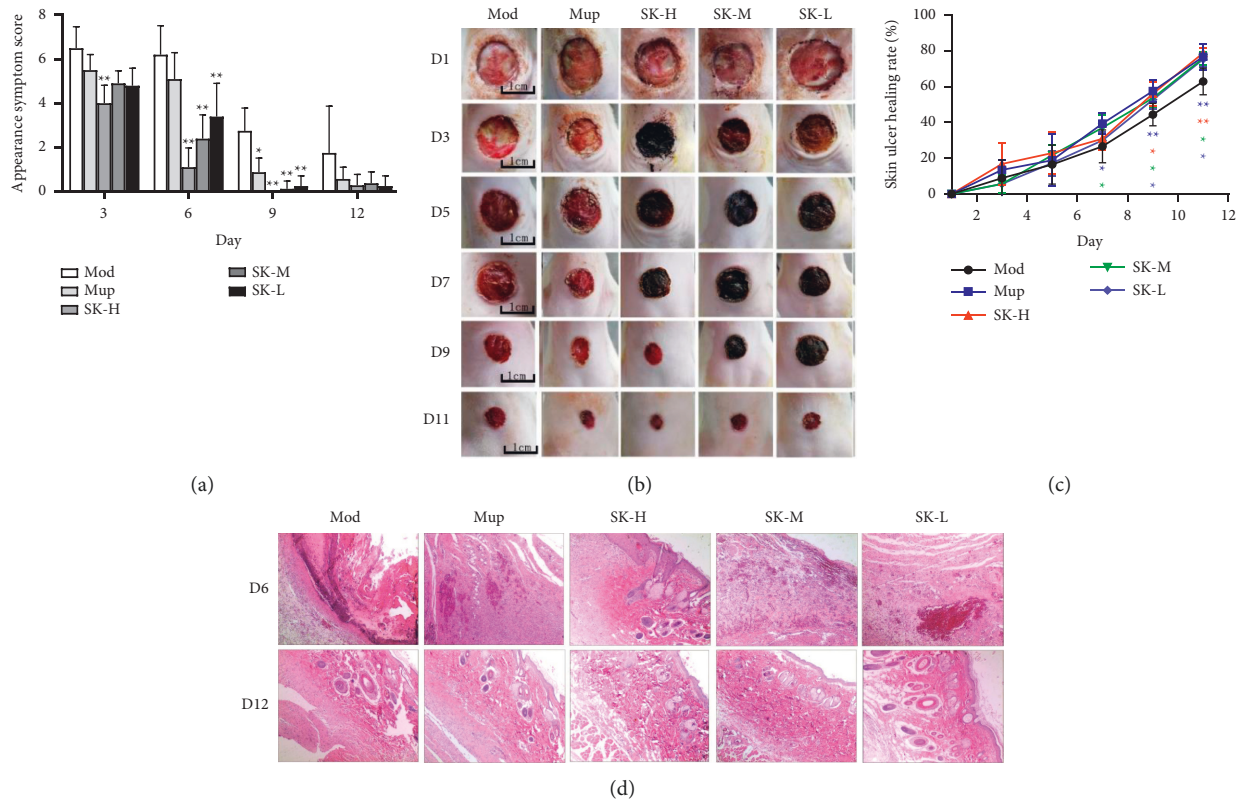 8
6
4
2
0
Appearance symptom score
**
**
**
**
*
**
**
**
3
6
9
12
Day
Mod
Mup
SK-H
SK-M
SK-L
(a)
Mod
Mup
SK-H
SK-M
SK-L
D1
1cm
D3
1cm
D5
1cm
D7
1cm
D9
1cm
D11
1cm
(b)
100
80
60
40
20
0
Skin ulcer healing rate (%)
*
*
**
*
*
*
**
**
*
*
2
4
6
8
10
12
Day
Mod
Mup
SK-H
SK-M
SK-L
(c)
Mod
Mup
SK-H
SK-M
SK-L
D6
D12
(d)